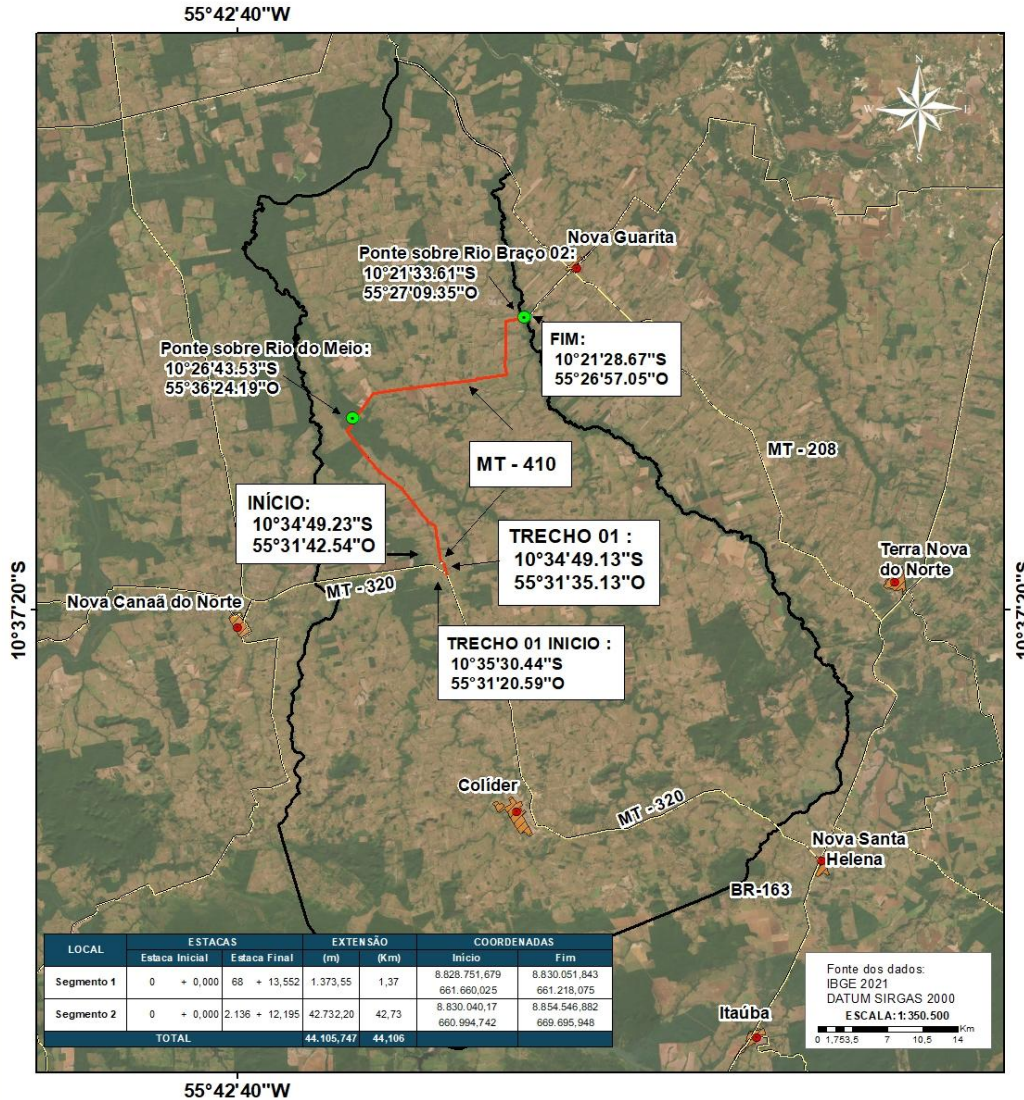 55°42'40"W
N
W
E
S
Nova Guarita
Ponte sobre Rio Braço 02:
10°21'33.61"S
55°27'09.35"O
FIM:
10°21'28.67"S
55°26'57.05"O
Ponte sobre Rio do Meio:
10°26'43.53"S
55°36'24.19"O
MT - 208
MT - 410
INÍCIO:
10°34'49.23"S
55°31'42.54"O
TRECHO 01 :
10°34'49.13"S
55°31'35.13"O
Terra Nova
do Norte
10°37'20"S
10°37'20"S
MT - 320
Nova Canaã do Norte
TRECHO 01 INICIO :
10°35'30.44"S
55°31'20.59"O
Colíder
MT - 320
Nova Santa
Helena
BR-163
LOCAL ESTACAS EXTENSÃO COORDENADAS
Estaca Inicial Estaca Final (m) (Km) Início Fim
Segmento 1 0 + 0,000 68 + 13,552 1.373,55 1,37 8.828.751,679 8.830.051,843
661.660,025 661.218,075
Segmento 2 0 + 0,000 2.136 + 12,195 42.732,20 42,73 8.830.040,17 8.854.546,882
660.994,742 669.695,948
TOTAL 44.105,747 44,106
Itaúba
Fonte dos dados:
IBGE 2021
DATUM SIRGAS 2000
ESCALA:1:350.500
0 1,753,5 7 10,5 14 Km
55°42'40"W